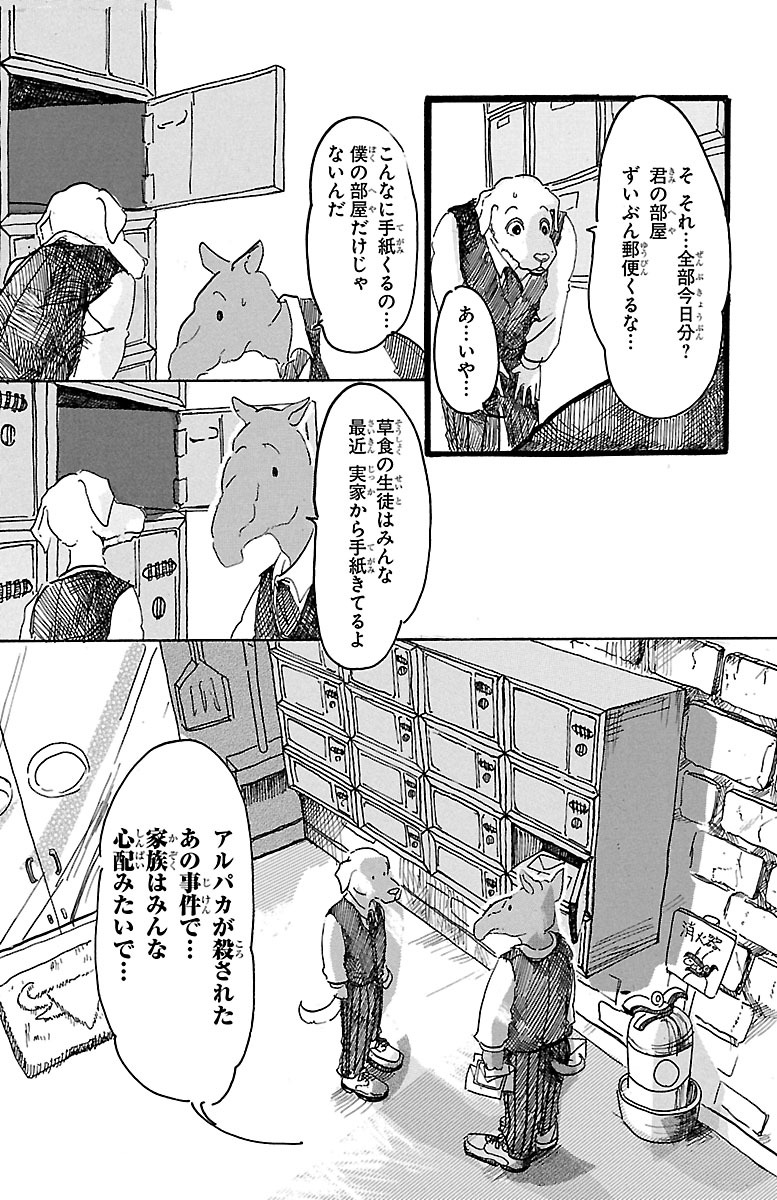 そ それ…全部今日分？
君の部屋
ずいぶん郵便くるな…
あ…いや…
こんなに手紙くるの…
僕の部屋だけじゃ
ないんだ
草食の生徒はみんな
最近 実家から手紙きてるよ
アルパカが殺された
あの事件で…
家族はみんな
心配みたいで…
消火器